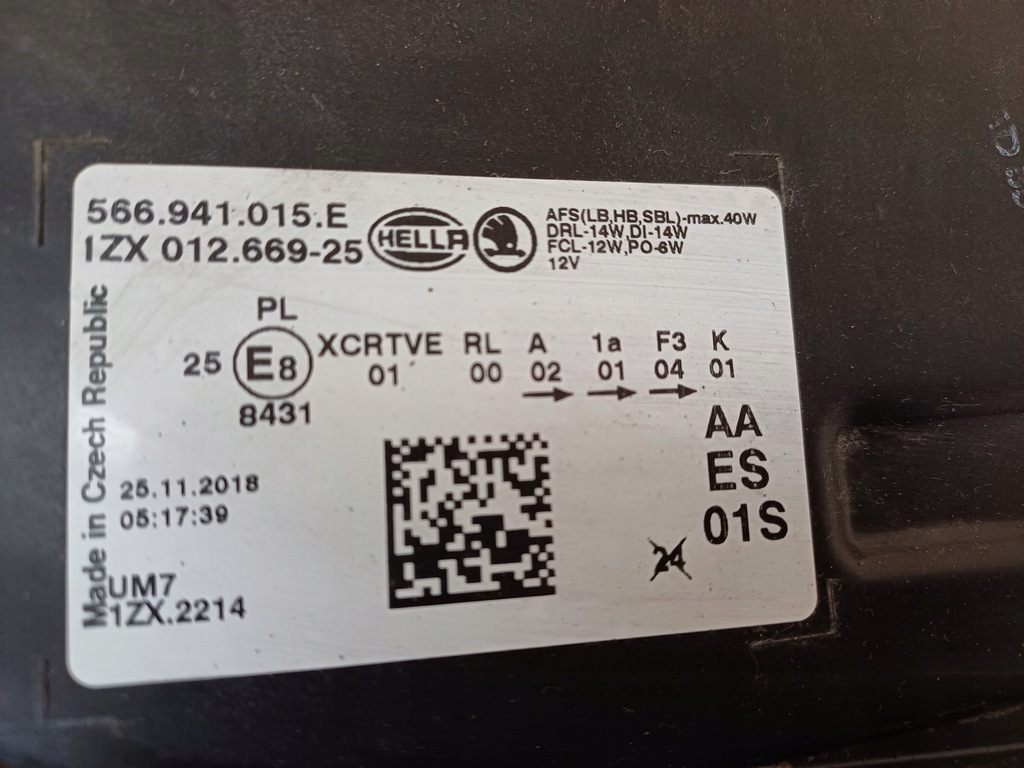 566.941.015.E
1ZX 012.669-25
HELLA
AFS(LB,HB,SBL)-max.40W
DRL-14W,DI-14W
FCL-12W,PO-6W
12V
Made in Czech Republic
PL
25 E8
8431
XCRTVE RL A 1a F3 K
01 00 02 01 04 01
AA
ES
01S
25.11.2018
05:17:39
24
UM7
1ZX.2214